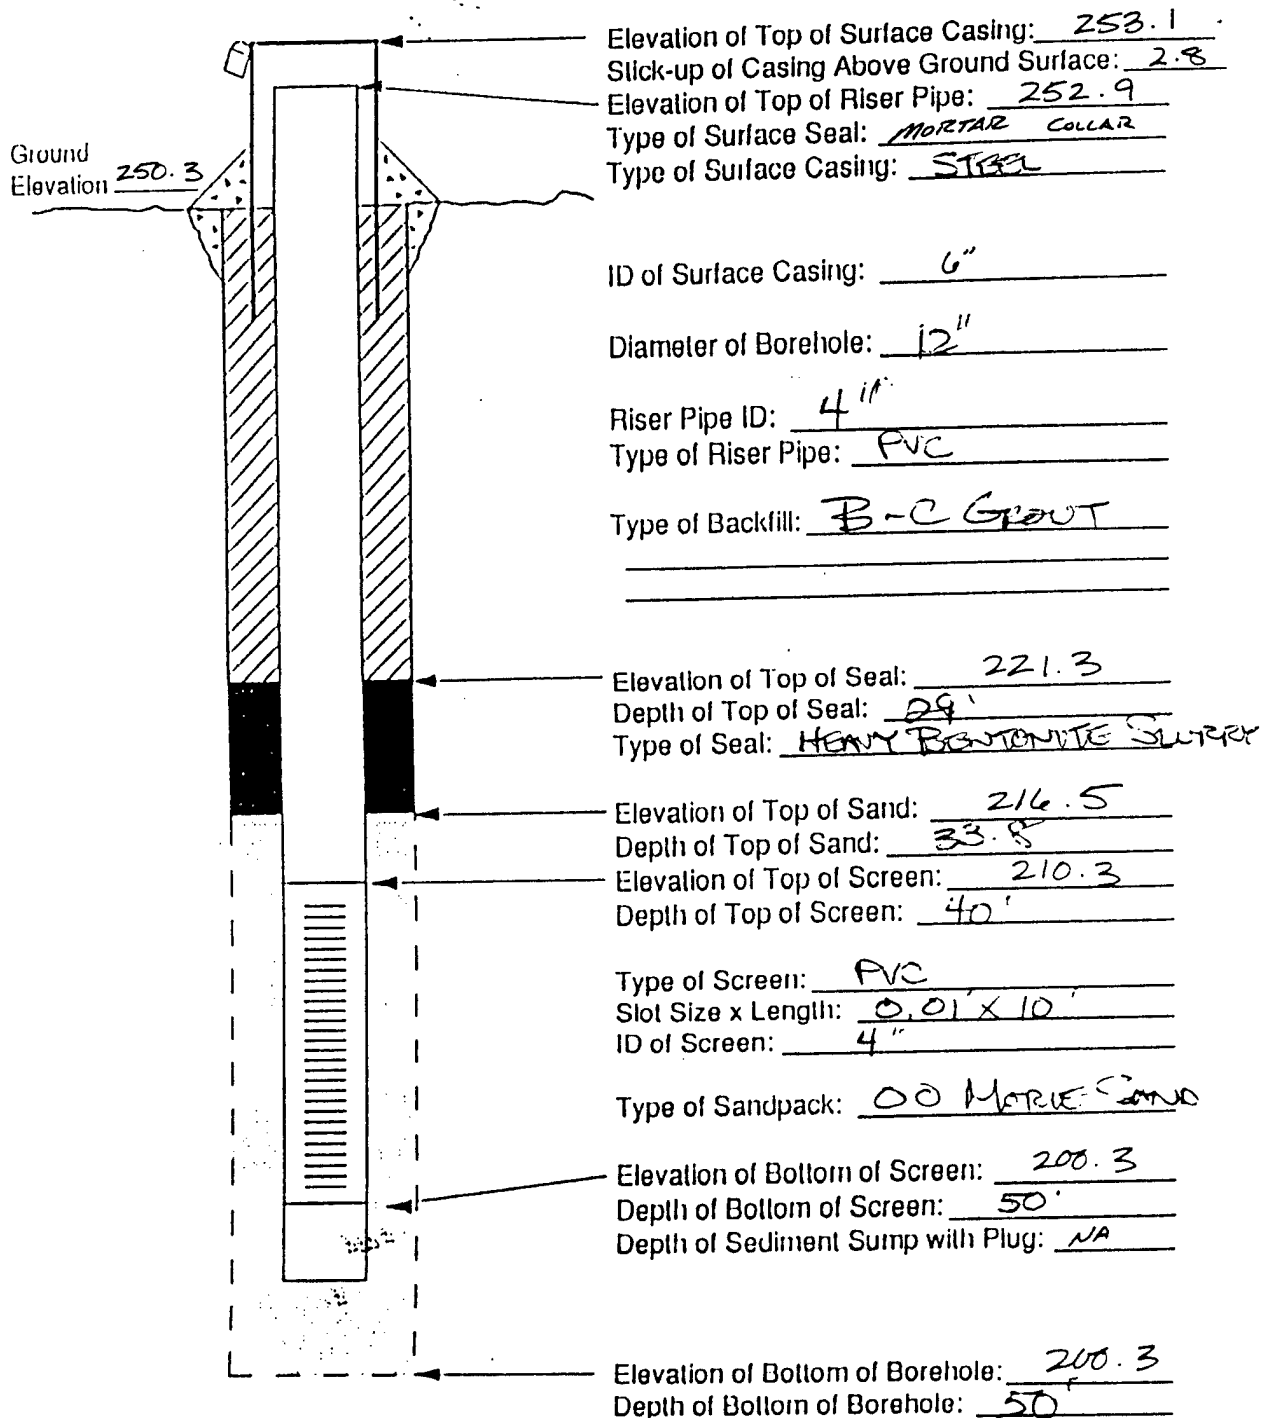 Elevation of Top of Surface Casing: 253.1
Stick-up of Casing Above Ground Surface: 2.8
Elevation of Top of Riser Pipe: 252.9
Type of Surface Seal: MORTAR COLLAR
Type of Surface Casing: STEEL
Ground
Elevation 250.3
ID of Surface Casing: 6"
Diameter of Borehole: 12"
Riser Pipe ID: 4"
Type of Riser Pipe: PVC
Type of Backfill: B-C GROUT
Elevation of Top of Seal: 221.3
Depth of Top of Seal: 29'
Type of Seal: HEAVY BENTONITE SLURRY
Elevation of Top of Sand: 216.5
Depth of Top of Sand: 33.8
Elevation of Top of Screen: 210.3
Depth of Top of Screen: 40'
Type of Screen: PVC
Slot Size x Length: 0.01' X 10'
ID of Screen: 4"
Type of Sandpack: 00 MORIE SAND
Elevation of Bottom of Screen: 200.3
Depth of Bottom of Screen: 50'
Depth of Sediment Sump with Plug: NA
Elevation of Bottom of Borehole: 200.3
Depth of Bottom of Borehole: 50'